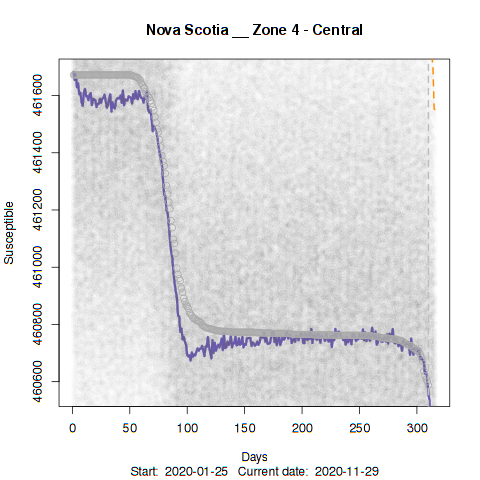 Nova Scotia __ Zone 4 - Central
Susceptible
461600
461400
461200
461000
460800
460600
0 50 100 150 200 250 300
Days
Start: 2020-01-25 Current date: 2020-11-29